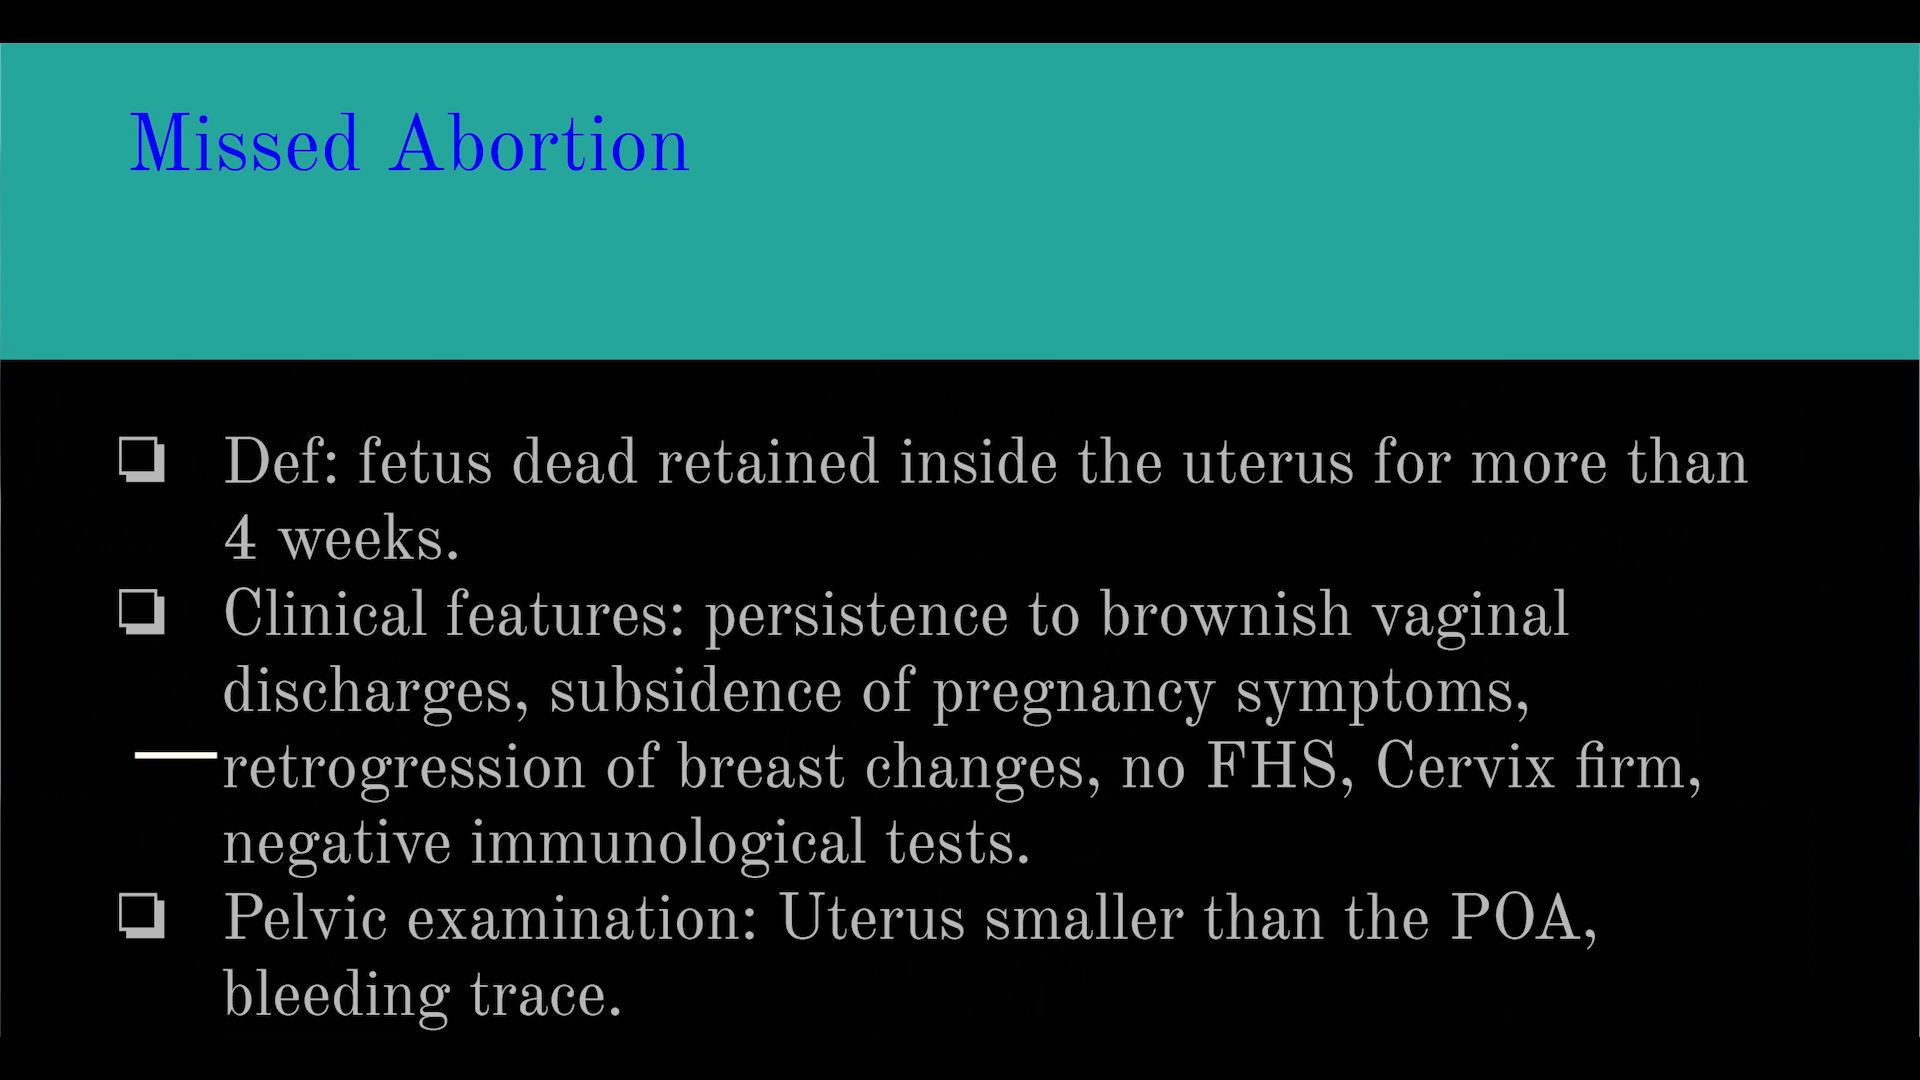 Missed Abortion
❏ Def: fetus dead retained inside the uterus for more than
4 weeks.
❏ Clinical features: persistence to brownish vaginal
discharges, subsidence of pregnancy symptoms,
retrogression of breast changes, no FHS, Cervix firm,
negative immunological tests.
❏ Pelvic examination: Uterus smaller than the POA,
bleeding trace.